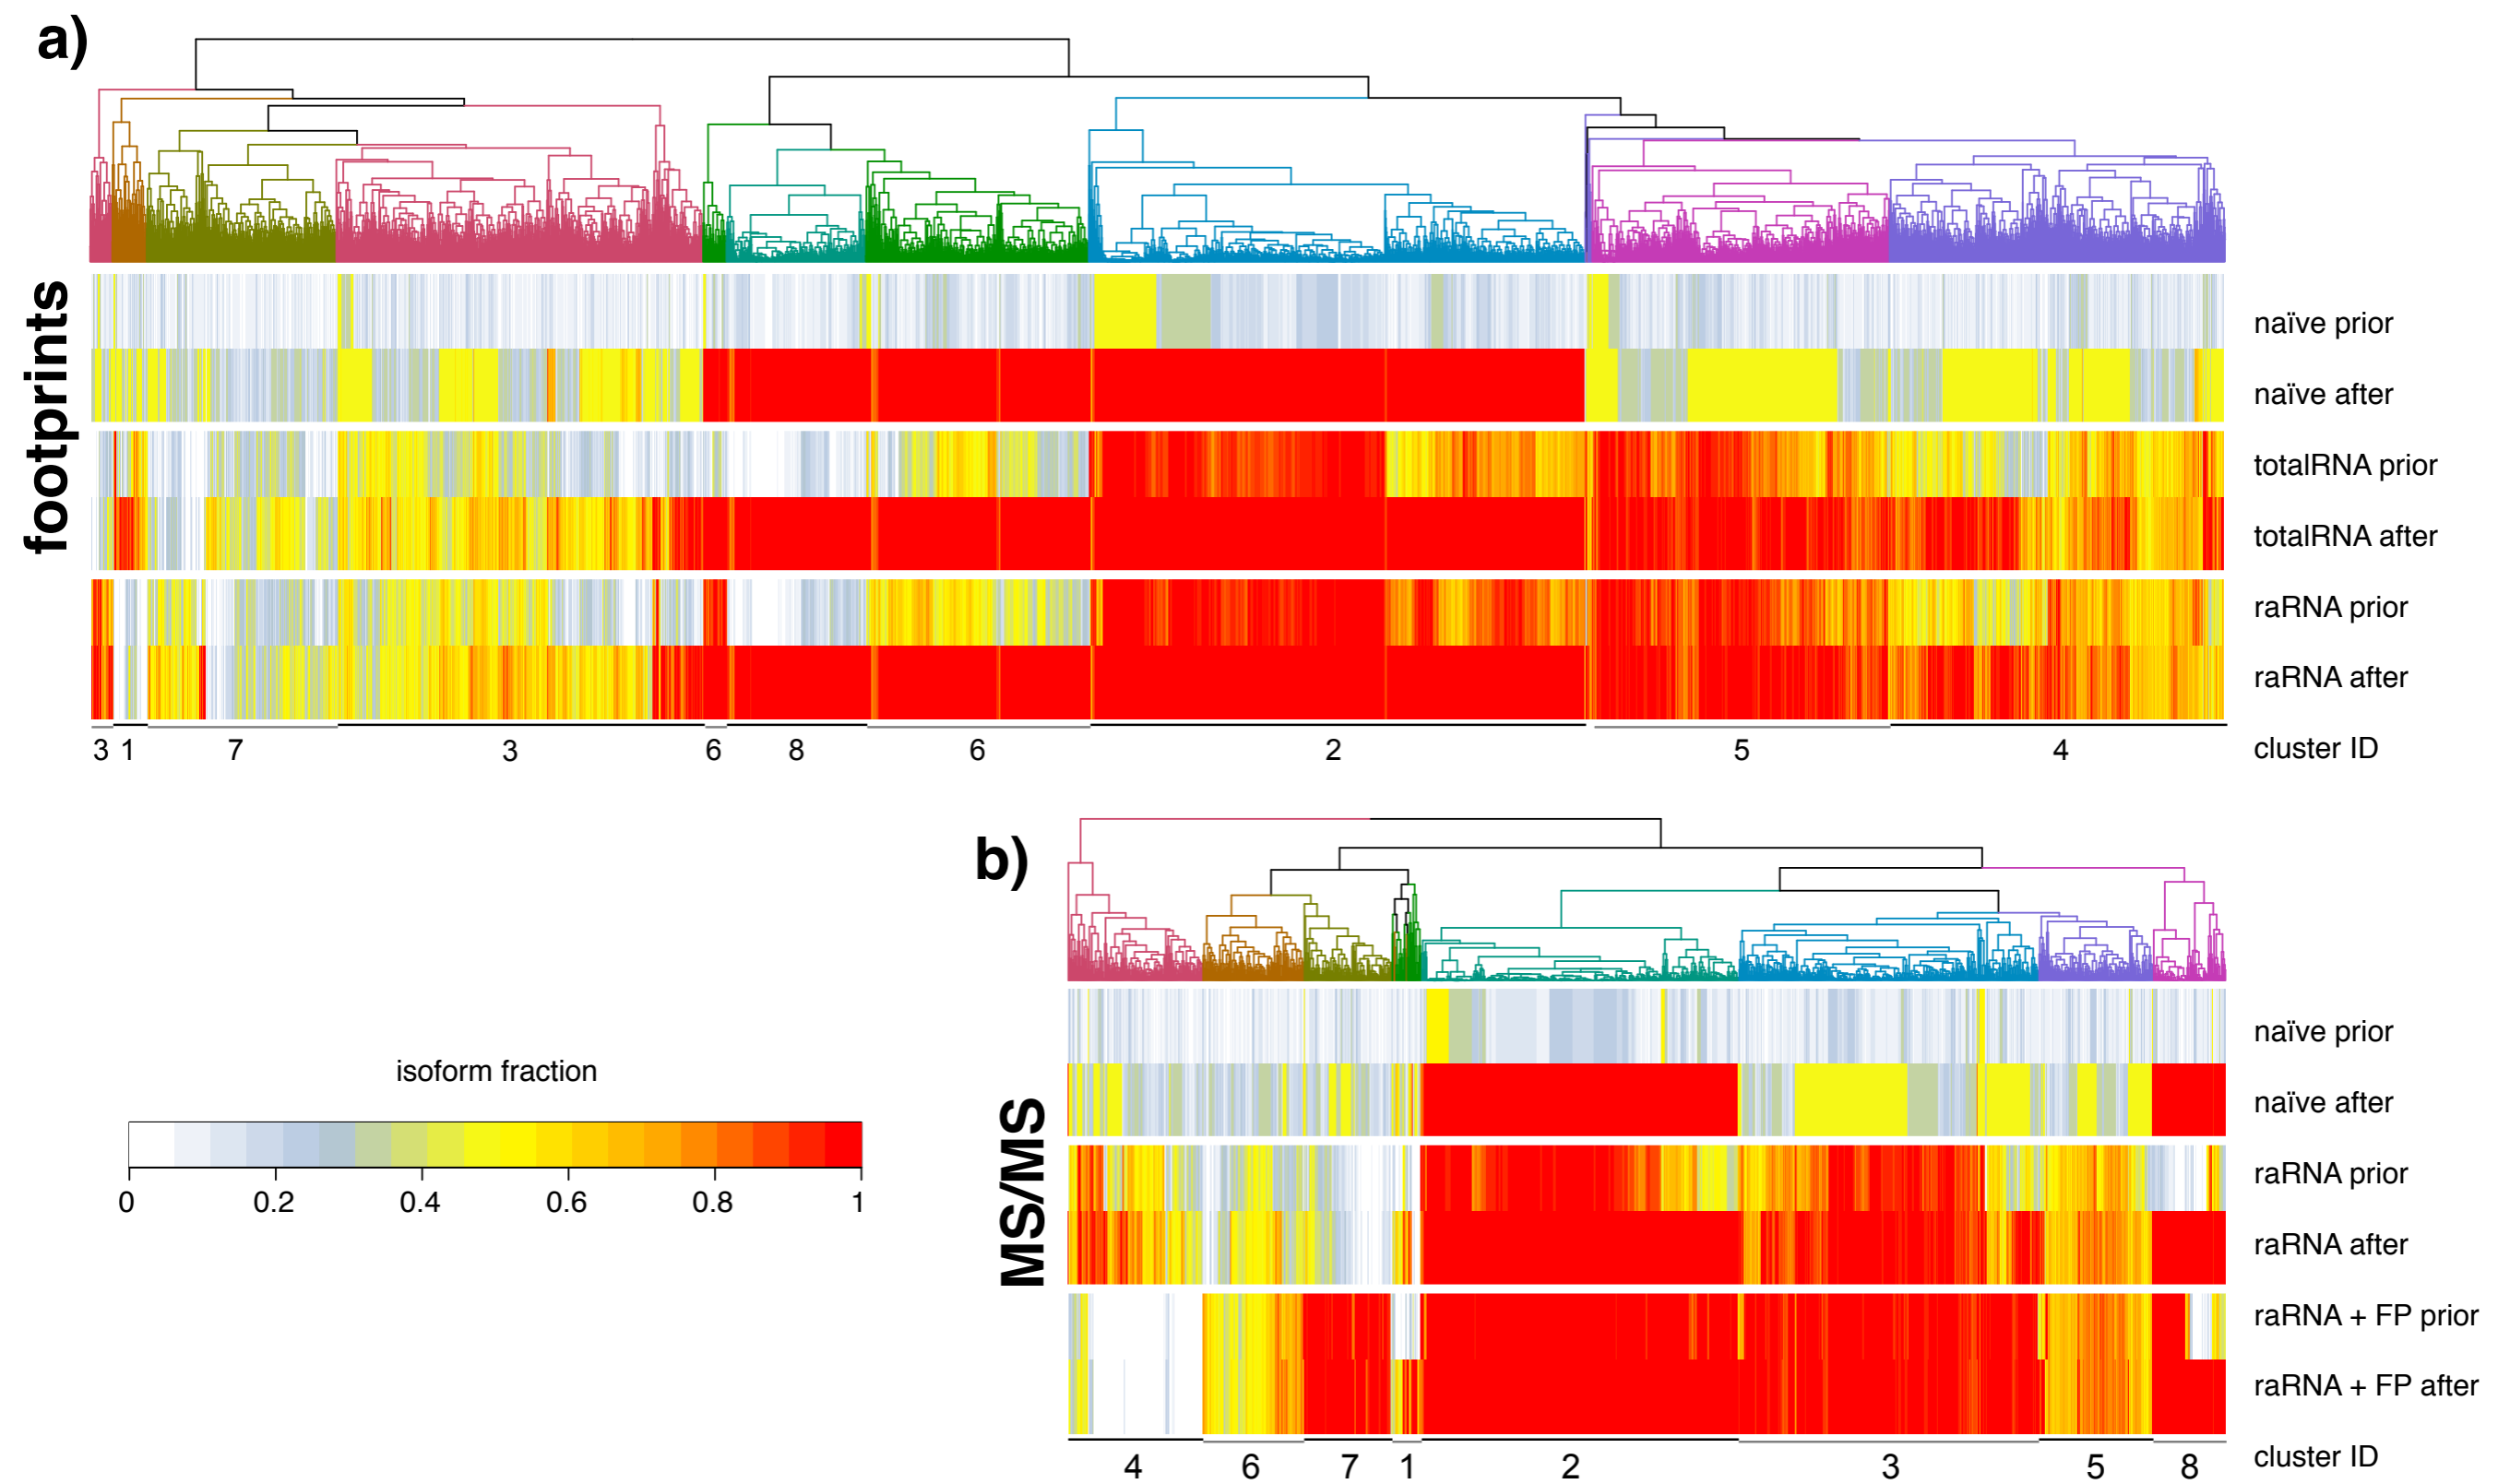 a)
footprints
naïve prior
naïve after
totalRNA prior
totalRNA after
raRNA prior
raRNA after
3 1 7 3 6 8 6 2 5 4 cluster ID
b)
MS/MS
naïve prior
naïve after
raRNA prior
raRNA after
raRNA + FP prior
raRNA + FP after
4 6 7 1 2 3 5 8 cluster ID
isoform fraction
0 0.2 0.4 0.6 0.8 1